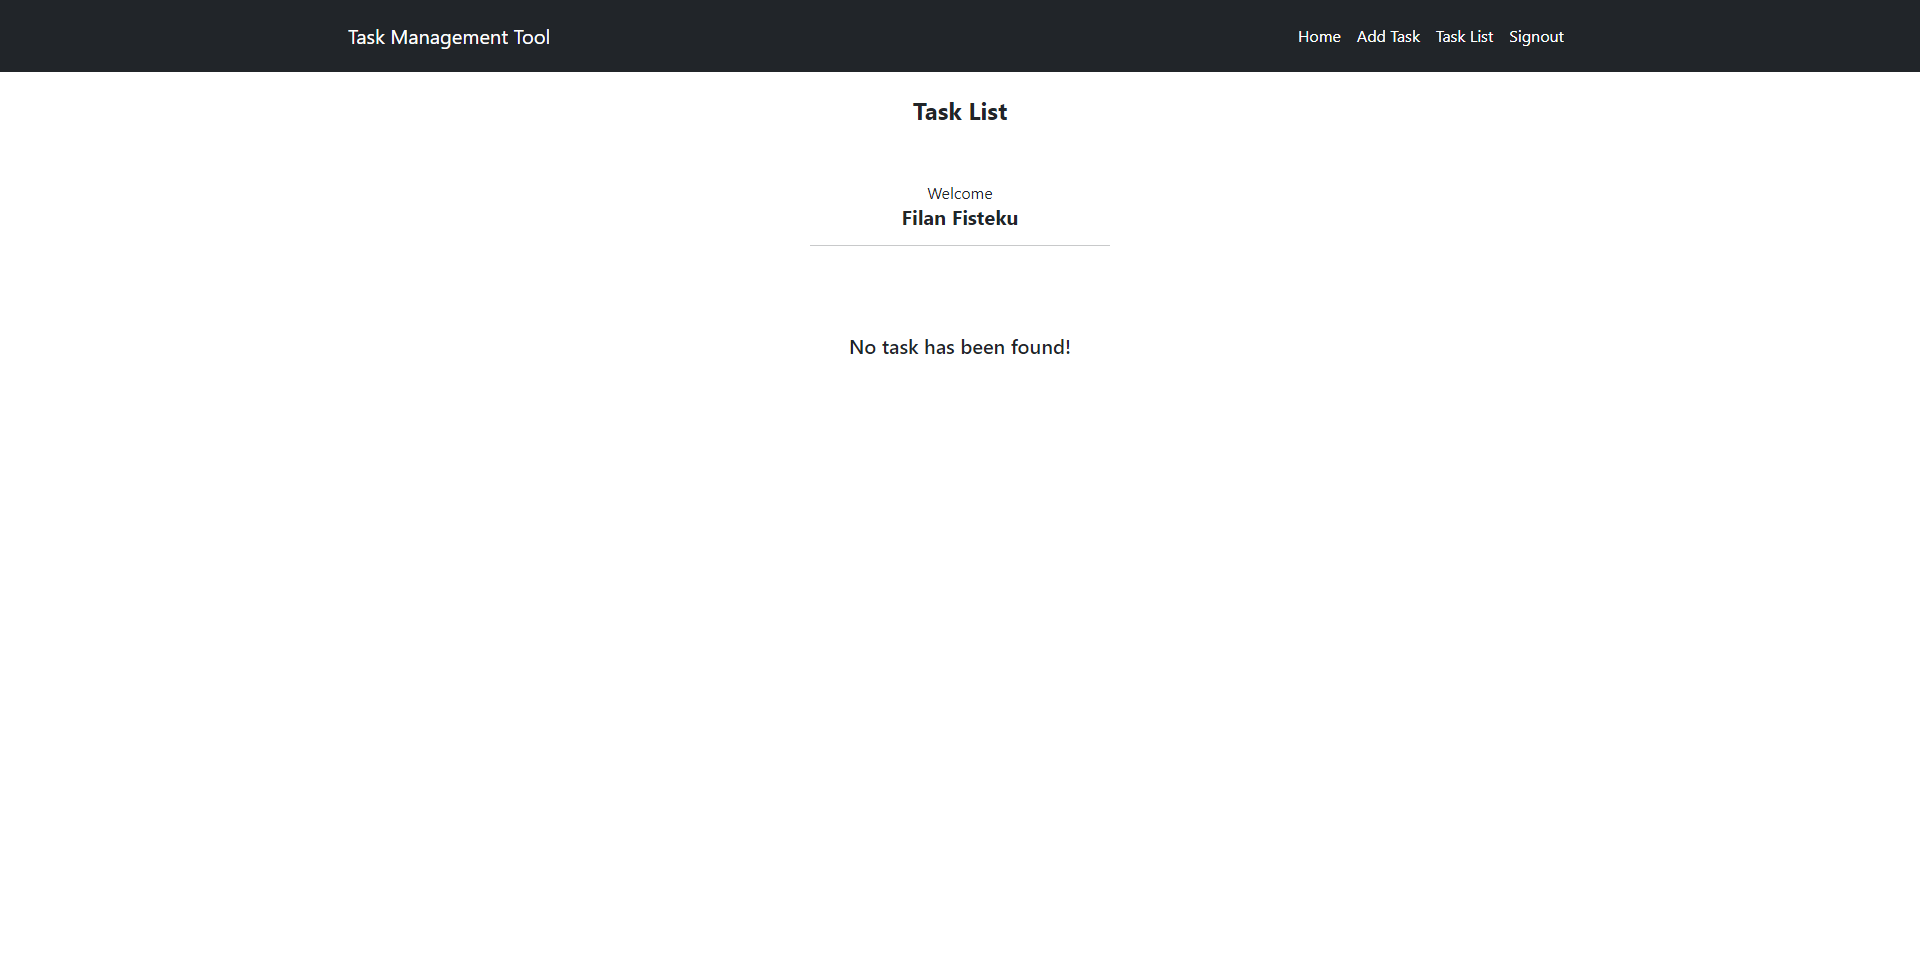 Task Management Tool
Home Add Task Task List Signout
Task List
Welcome
Filan Fisteku
No task has been found!